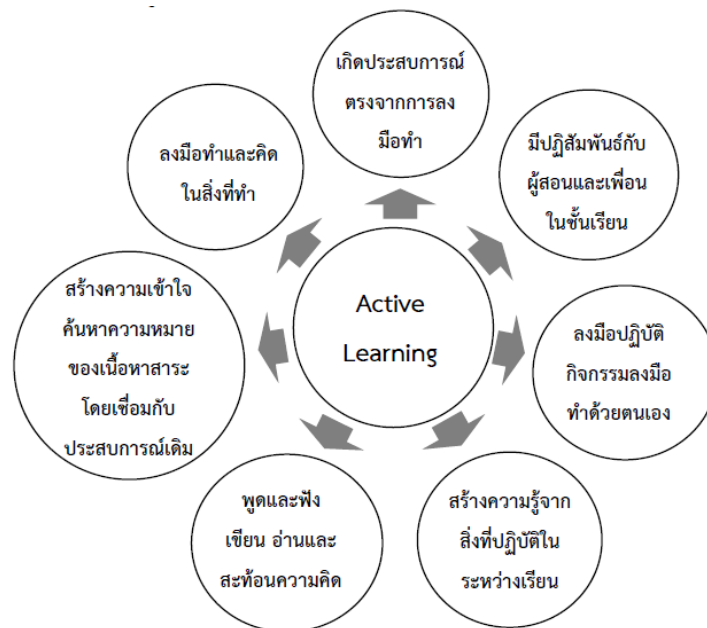 เกิดประสบการณ์
ตรงจากการลง
มือทำ
มีปฏิสัมพันธ์กับ
ผู้สอนและเพื่อน
ในชั้นเรียน
ลงมือปฏิบัติ
กิจกรรมลงมือ
ทำด้วยตนเอง
สร้างความรู้จาก
สิ่งที่ปฏิบัติใน
ระหว่างเรียน
พูดและฟัง
เขียน อ่านและ
สะท้อนความคิด
สร้างความเข้าใจ
ค้นหาความหมาย
ของเนื้อหาสาระ
โดยเชื่อมกับ
ประสบการณ์เดิม
ลงมือทำและคิด
ในสิ่งที่ทำ
Active
Learning